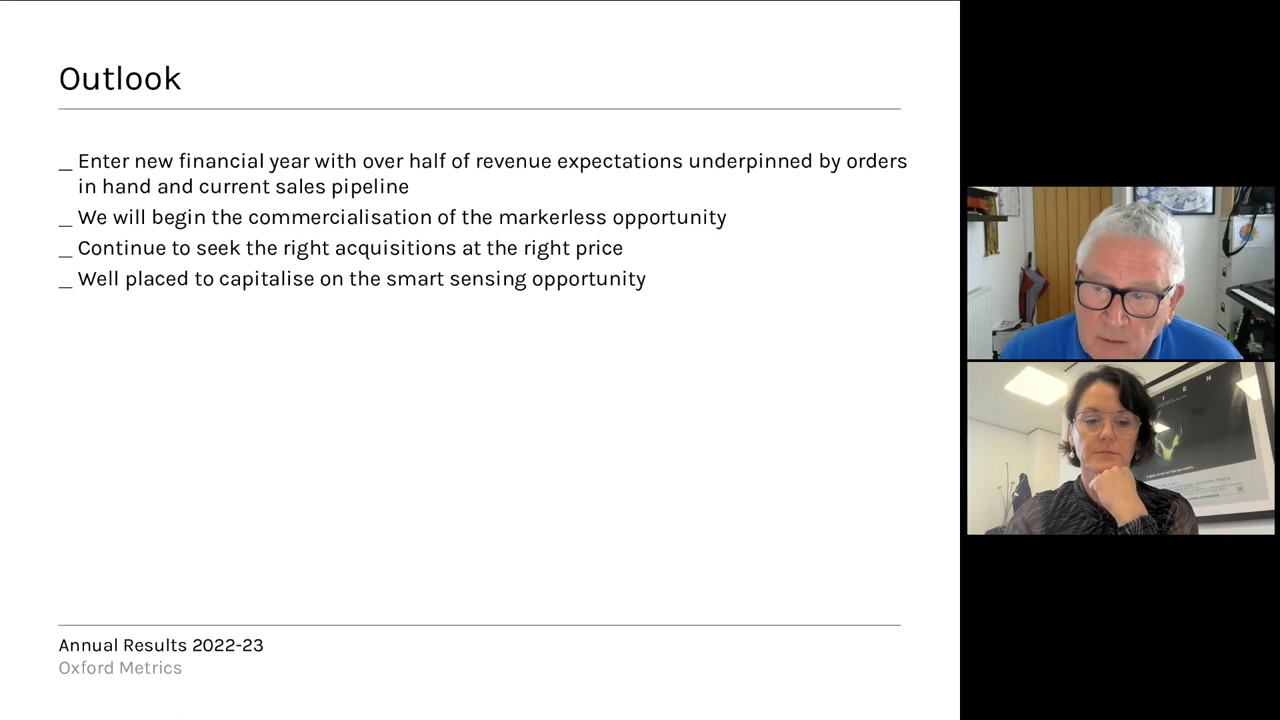 Outlook
_ Enter new financial year with over half of revenue expectations underpinned by orders
in hand and current sales pipeline
_ We will begin the commercialisation of the markerless opportunity
_ Continue to seek the right acquisitions at the right price
_ Well placed to capitalise on the smart sensing opportunity
Annual Results 2022-23
Oxford Metrics
I E N